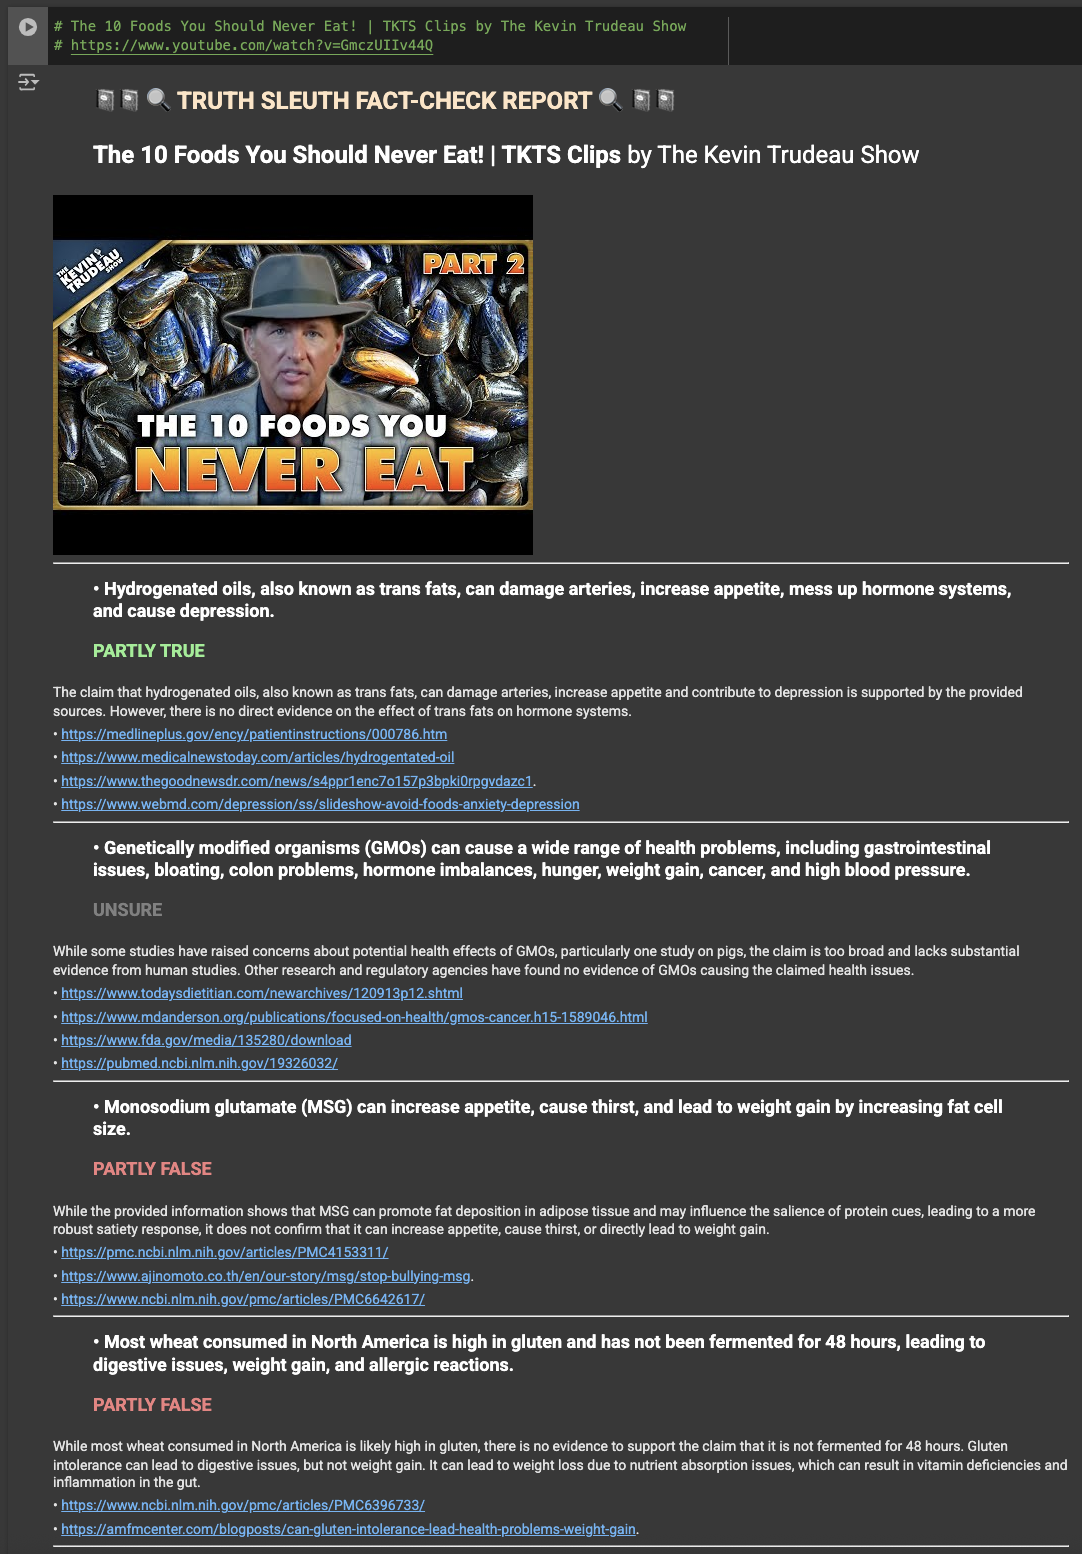 # The 10 Foods You Should Never Eat! | TKTS Clips by The Kevin Trudeau Show
# https://www.youtube.com/watch?v=GmczUIIv44Q
TRUTH SLEUTH FACT-CHECK REPORT
The 10 Foods You Should Never Eat! | TKTS Clips by The Kevin Trudeau Show
THE
KEVIN
TRUDEAU
SHOW
PART 2
THE 10 FOODS YOU
NEVER EAT
• Hydrogenated oils, also known as trans fats, can damage arteries, increase appetite, mess up hormone systems,
and cause depression.
PARTLY TRUE
The claim that hydrogenated oils, also known as trans fats, can damage arteries, increase appetite and contribute to depression is supported by the provided
sources. However, there is no direct evidence on the effect of trans fats on hormone systems.
• https://medlineplus.gov/ency/patientinstructions/000786.htm
• https://www.medicalnewstoday.com/articles/hydrogentated-oil
• https://www.thegoodnewsdr.com/news/s4ppr1enc7o157p3bpki0rpgvdazc1.
• https://www.webmd.com/depression/ss/slideshow-avoid-foods-anxiety-depression
• Genetically modified organisms (GMOs) can cause a wide range of health problems, including gastrointestinal
issues, bloating, colon problems, hormone imbalances, hunger, weight gain, cancer, and high blood pressure.
UNSURE
While some studies have raised concerns about potential health effects of GMOs, particularly one study on pigs, the claim is too broad and lacks substantial
evidence from human studies. Other research and regulatory agencies have found no evidence of GMOs causing the claimed health issues.
• https://www.todaysdietitian.com/newarchives/120913p12.shtml
• https://www.mdanderson.org/publications/focused-on-health/gmos-cancer.h15-1589046.html
• https://www.fda.gov/media/135280/download
• https://pubmed.ncbi.nlm.nih.gov/19326032/
• Monosodium glutamate (MSG) can increase appetite, cause thirst, and lead to weight gain by increasing fat cell
size.
PARTLY FALSE
While the provided information shows that MSG can promote fat deposition in adipose tissue and may influence the salience of protein cues, leading to a more
robust satiety response, it does not confirm that it can increase appetite, cause thirst, or directly lead to weight gain.
• https://pmc.ncbi.nlm.nih.gov/articles/PMC4153311/
• https://www.ajinomoto.co.th/en/our-story/msg/stop-bullying-msg.
• https://www.ncbi.nlm.nih.gov/pmc/articles/PMC6642617/
• Most wheat consumed in North America is high in gluten and has not been fermented for 48 hours, leading to
digestive issues, weight gain, and allergic reactions.
PARTLY FALSE
While most wheat consumed in North America is likely high in gluten, there is no evidence to support the claim that it is not fermented for 48 hours. Gluten
intolerance can lead to digestive issues, but not weight gain. It can lead to weight loss due to nutrient absorption issues, which can result in vitamin deficiencies and
inflammation in the gut.
• https://www.ncbi.nlm.nih.gov/pmc/articles/PMC6396733/
• https://amfmcenter.com/blogposts/can-gluten-intolerance-lead-health-problems-weight-gain.